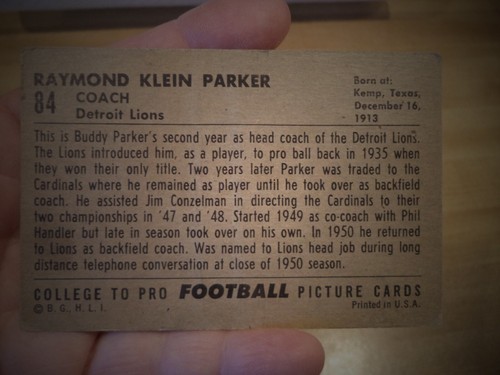 RAYMOND KLEIN PARKER
84 COACH
Detroit Lions
Born at:
Kemp, Texas,
December 16,
1913
This is Buddy Parker's second year as head coach of the Detroit Lions.
The Lions introduced him, as a player, to pro ball back in 1935 when
they won their only title. Two years later Parker was traded to the
Cardinals where he remained as player until he took over as backfield
coach. He assisted Jim Conzelman in directing the Cardinals to their
two championships in '47 and '48. Started 1949 as co-coach with Phil
Handler but late in season took over on his own. In 1950 he returned
to Lions as backfield coach. Was named to Lions head job during long
distance telephone conversation at close of 1950 season.
COLLEGE TO PRO FOOTBALL PICTURE CARDS
© B. G., H. L. I.
Printed in U.S.A.